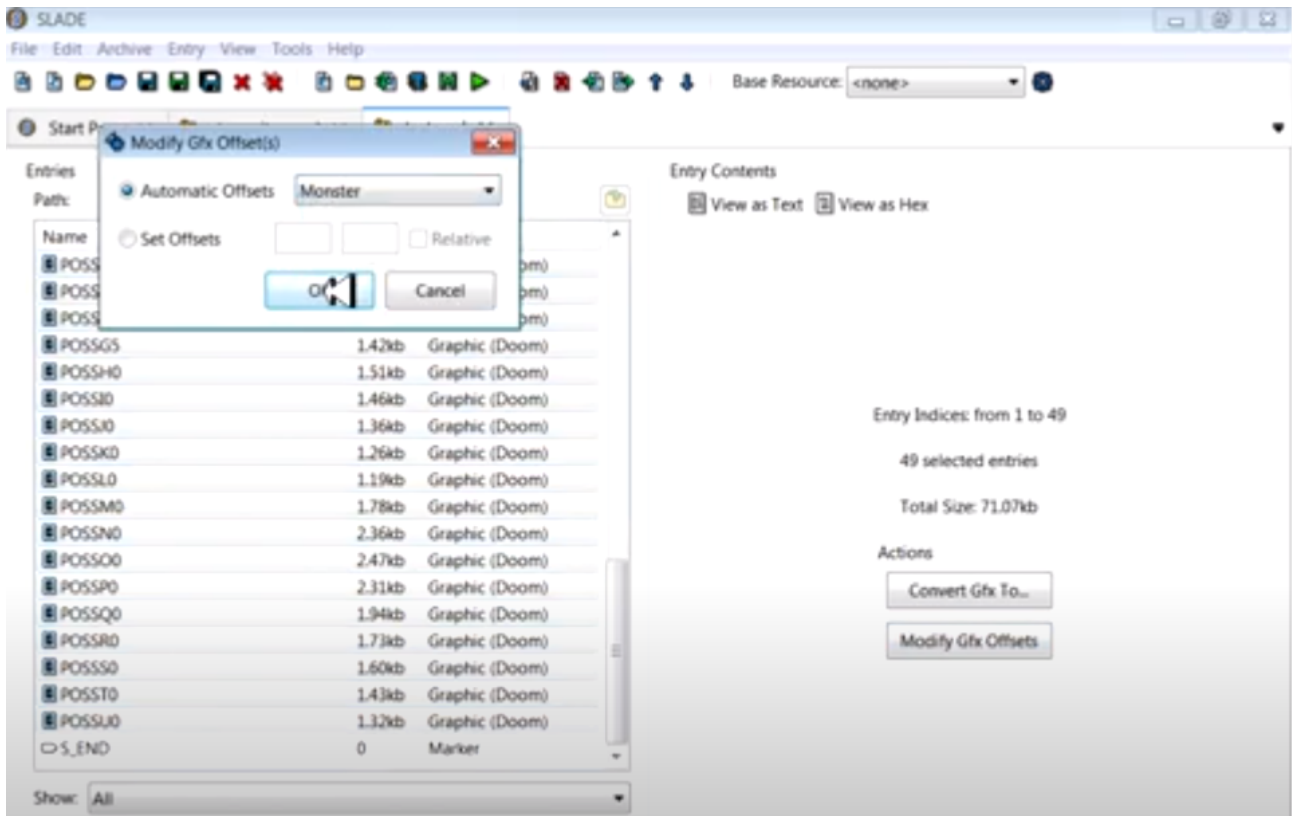 SLADE
File Edit Archive Entry View Tools Help
Base Resource: <none>
Start
Modify Gfx Offset(s)
Entries
Entry Contents
Automatic Offsets Monster
Path:
View as Text View as Hex
Name
Set Offsets Relative
POSS
POSS
Cancel
POSS
POSSG5 1.42kb Graphic (Doom)
POSSH0 1.51kb Graphic (Doom)
POSSI0 1.46kb Graphic (Doom)
POSSJ0 1.36kb Graphic (Doom)
POSSK0 1.26kb Graphic (Doom)
POSSL0 1.19kb Graphic (Doom)
POSSM0 1.78kb Graphic (Doom)
POSSN0 2.36kb Graphic (Doom)
POSSO0 2.47kb Graphic (Doom)
POSSP0 2.31kb Graphic (Doom)
POSSQ0 1.94kb Graphic (Doom)
POSSR0 1.73kb Graphic (Doom)
POSSS0 1.60kb Graphic (Doom)
POSST0 1.43kb Graphic (Doom)
POSSU0 1.32kb Graphic (Doom)
S_END 0 Marker
Entry Indices: from 1 to 49
49 selected entries
Total Size: 71.07kb
Actions
Convert Gfx To...
Modify Gfx Offsets
Show: All